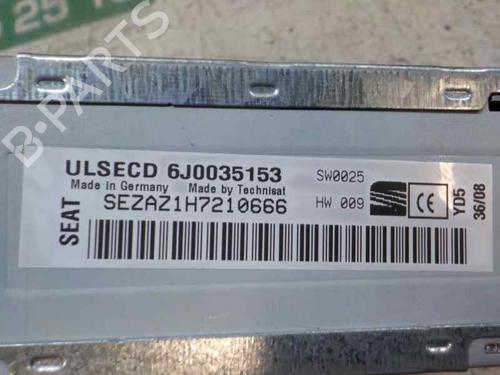 ULSECD 6J0035153
Made in Germany Made by Technisat
SEZAZ1H7210666
SEAT
SW0025
HW 009
CE
YD5
36/08
B-PARTS